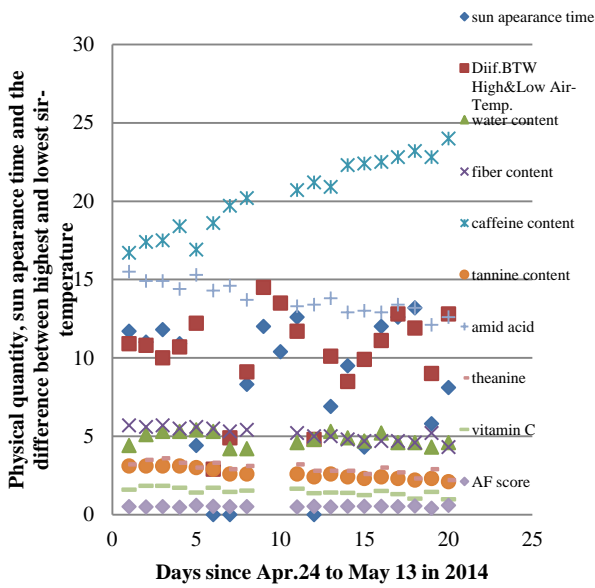 Physical quantity, sun apearance time and the
difference between highest and lowest sir-
temperature
30
25
20
15
10
5
0
0
5
10
15
20
25
Days since Apr.24 to May 13 in 2014
sun apearance time
Diif.BTW
High&Low Air-
Temp.
water content
fiber content
caffeine content
tannine content
amid acid
theanine
vitamin C
AF score